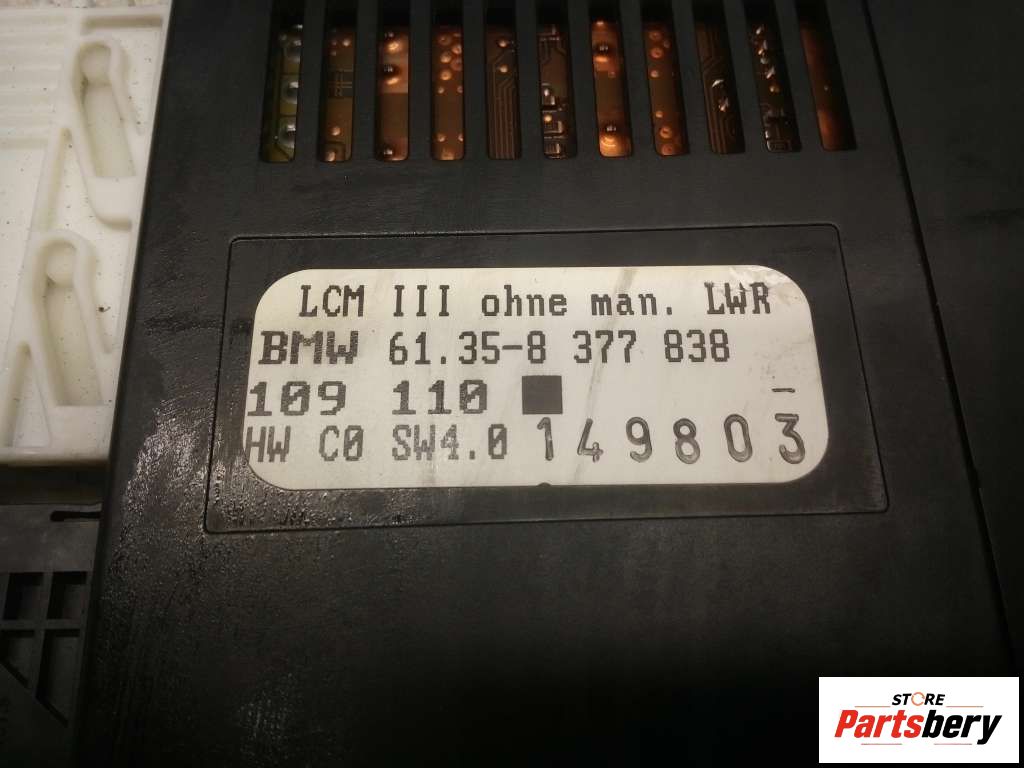 LCM III ohne man. LWR
BMW 61.35-8 377 838
109 110
HW C0 SW4.0 149803
STORE
Partsbery